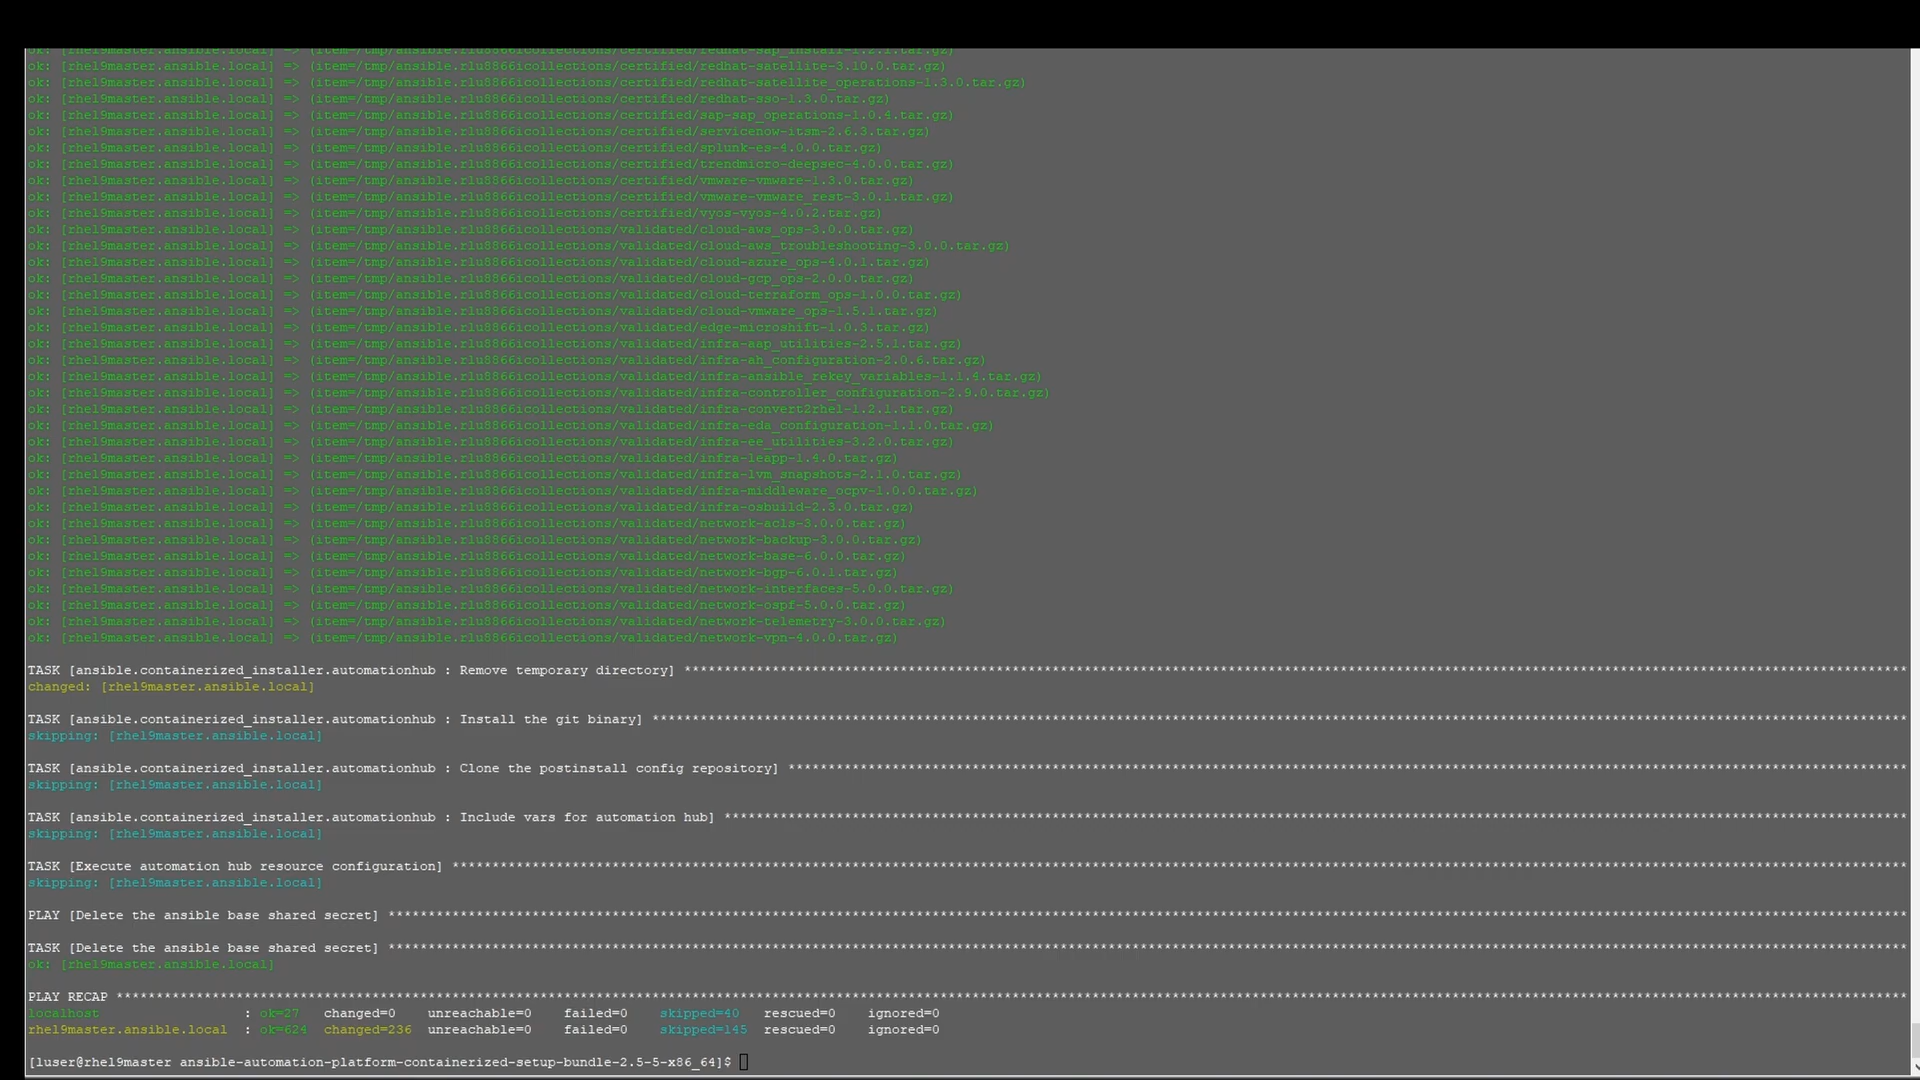 ok: [rhel9master.ansible.local] => (item=/tmp/ansible.rlu8866icollections/certified/redhat-sap_install-1.2.1.tar.gz)
ok: [rhel9master.ansible.local] => (item=/tmp/ansible.rlu8866icollections/certified/redhat-satellite-3.10.0.tar.gz)
ok: [rhel9master.ansible.local] => (item=/tmp/ansible.rlu8866icollections/certified/redhat-satellite_operations-1.3.0.tar.gz)
ok: [rhel9master.ansible.local] => (item=/tmp/ansible.rlu8866icollections/certified/redhat-sso-1.3.0.tar.gz)
ok: [rhel9master.ansible.local] => (item=/tmp/ansible.rlu8866icollections/certified/sap-sap_operations-1.0.4.tar.gz)
ok: [rhel9master.ansible.local] => (item=/tmp/ansible.rlu8866icollections/certified/servicenow-itsm-2.6.3.tar.gz)
ok: [rhel9master.ansible.local] => (item=/tmp/ansible.rlu8866icollections/certified/splunk-es-4.0.0.tar.gz)
ok: [rhel9master.ansible.local] => (item=/tmp/ansible.rlu8866icollections/certified/trendmicro-deepsec-4.0.0.tar.gz)
ok: [rhel9master.ansible.local] => (item=/tmp/ansible.rlu8866icollections/certified/vmware-vmware-1.3.0.tar.gz)
ok: [rhel9master.ansible.local] => (item=/tmp/ansible.rlu8866icollections/certified/vmware-vmware_rest-3.0.1.tar.gz)
ok: [rhel9master.ansible.local] => (item=/tmp/ansible.rlu8866icollections/certified/vyos-vyos-4.0.2.tar.gz)
ok: [rhel9master.ansible.local] => (item=/tmp/ansible.rlu8866icollections/validated/cloud-aws_ops-3.0.0.tar.gz)
ok: [rhel9master.ansible.local] => (item=/tmp/ansible.rlu8866icollections/validated/cloud-aws_troubleshooting-3.0.0.tar.gz)
ok: [rhel9master.ansible.local] => (item=/tmp/ansible.rlu8866icollections/validated/cloud-azure_ops-4.0.1.tar.gz)
ok: [rhel9master.ansible.local] => (item=/tmp/ansible.rlu8866icollections/validated/cloud-gcp_ops-2.0.0.tar.gz)
ok: [rhel9master.ansible.local] => (item=/tmp/ansible.rlu8866icollections/validated/cloud-terraform_ops-1.0.0.tar.gz)
ok: [rhel9master.ansible.local] => (item=/tmp/ansible.rlu8866icollections/validated/cloud-vmware_ops-1.5.1.tar.gz)
ok: [rhel9master.ansible.local] => (item=/tmp/ansible.rlu8866icollections/validated/edge-microshift-1.0.3.tar.gz)
ok: [rhel9master.ansible.local] => (item=/tmp/ansible.rlu8866icollections/validated/infra-aap_utilities-2.5.1.tar.gz)
ok: [rhel9master.ansible.local] => (item=/tmp/ansible.rlu8866icollections/validated/infra-ah_configuration-2.0.6.tar.gz)
ok: [rhel9master.ansible.local] => (item=/tmp/ansible.rlu8866icollections/validated/infra-ansible_rekey_variables-1.1.4.tar.gz)
ok: [rhel9master.ansible.local] => (item=/tmp/ansible.rlu8866icollections/validated/infra-controller_configuration-2.9.0.tar.gz)
ok: [rhel9master.ansible.local] => (item=/tmp/ansible.rlu8866icollections/validated/infra-convert2rhel-1.2.1.tar.gz)
ok: [rhel9master.ansible.local] => (item=/tmp/ansible.rlu8866icollections/validated/infra-eda_configuration-1.1.0.tar.gz)
ok: [rhel9master.ansible.local] => (item=/tmp/ansible.rlu8866icollections/validated/infra-ee_utilities-3.2.0.tar.gz)
ok: [rhel9master.ansible.local] => (item=/tmp/ansible.rlu8866icollections/validated/infra-leapp-1.4.0.tar.gz)
ok: [rhel9master.ansible.local] => (item=/tmp/ansible.rlu8866icollections/validated/infra-lvm_snapshots-2.1.0.tar.gz)
ok: [rhel9master.ansible.local] => (item=/tmp/ansible.rlu8866icollections/validated/infra-middleware_ocpv-1.0.0.tar.gz)
ok: [rhel9master.ansible.local] => (item=/tmp/ansible.rlu8866icollections/validated/infra-osbuild-2.3.0.tar.gz)
ok: [rhel9master.ansible.local] => (item=/tmp/ansible.rlu8866icollections/validated/network-acls-3.0.0.tar.gz)
ok: [rhel9master.ansible.local] => (item=/tmp/ansible.rlu8866icollections/validated/network-backup-3.0.0.tar.gz)
ok: [rhel9master.ansible.local] => (item=/tmp/ansible.rlu8866icollections/validated/network-base-6.0.0.tar.gz)
ok: [rhel9master.ansible.local] => (item=/tmp/ansible.rlu8866icollections/validated/network-bgp-6.0.1.tar.gz)
ok: [rhel9master.ansible.local] => (item=/tmp/ansible.rlu8866icollections/validated/network-interfaces-5.0.0.tar.gz)
ok: [rhel9master.ansible.local] => (item=/tmp/ansible.rlu8866icollections/validated/network-ospf-5.0.0.tar.gz)
ok: [rhel9master.ansible.local] => (item=/tmp/ansible.rlu8866icollections/validated/network-telemetry-3.0.0.tar.gz)
ok: [rhel9master.ansible.local] => (item=/tmp/ansible.rlu8866icollections/validated/network-vpn-4.0.0.tar.gz)
TASK [ansible.containerized_installer.automationhub : Remove temporary directory] ****************
changed: [rhel9master.ansible.local]
TASK [ansible.containerized_installer.automationhub : Install the git binary] ****************
skipping: [rhel9master.ansible.local]
TASK [ansible.containerized_installer.automationhub : Clone the postinstall config repository] ****************
skipping: [rhel9master.ansible.local]
TASK [ansible.containerized_installer.automationhub : Include vars for automation hub] ****************
skipping: [rhel9master.ansible.local]
TASK [Execute automation hub resource configuration] ****************
skipping: [rhel9master.ansible.local]
PLAY [Delete the ansible base shared secret] ****************
TASK [Delete the ansible base shared secret] ****************
ok: [rhel9master.ansible.local]
PLAY RECAP ****************
localhost : ok=27 changed=0 unreachable=0 failed=0 skipped=40 rescued=0 ignored=0
rhel9master.ansible.local : ok=624 changed=236 unreachable=0 failed=0 skipped=145 rescued=0 ignored=0
[luser@rhel9master ansible-automation-platform-containerized-setup-bundle-2.5-5-x86_64]$